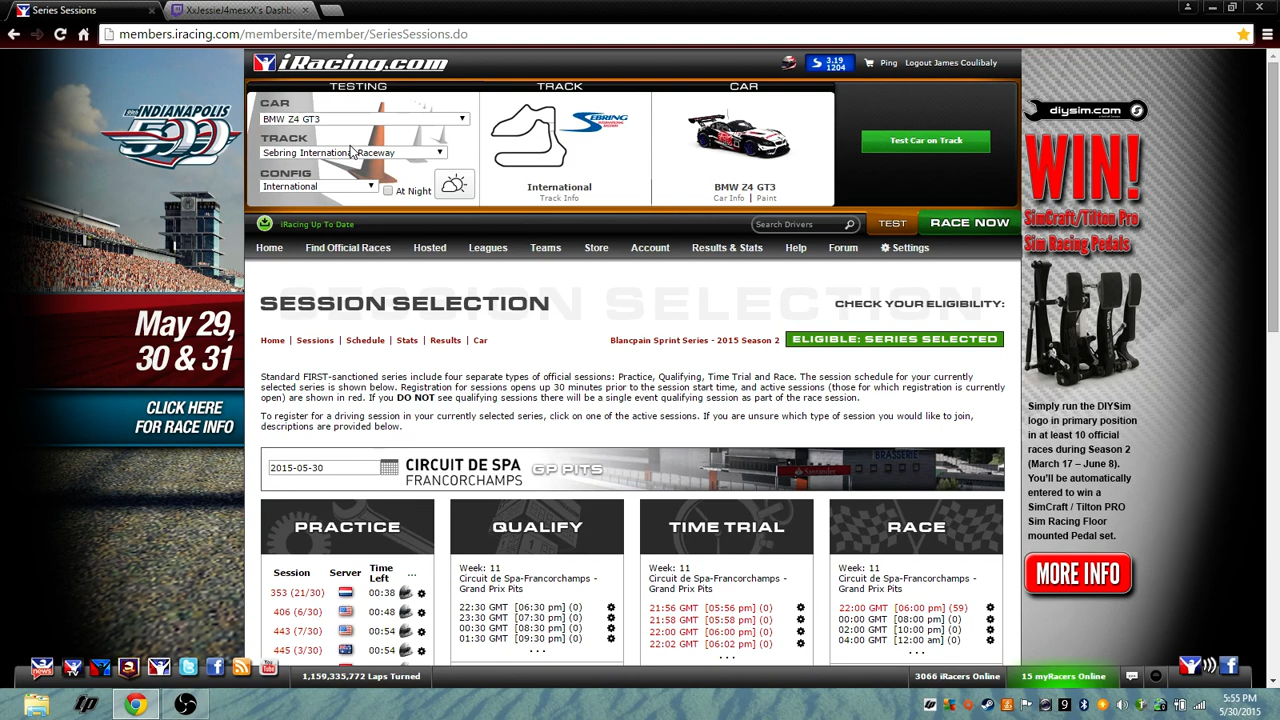 Series Sessions
XxJessieJ4mesxX's Dashb
members.iracing.com/membersite/member/SeriesSessions.do
iRacing.com
S 3.19
1204
Ping
Logout James Coulibaly
TESTING
TRACK
CAR
CAR
BMW Z4 GT3
TRACK
Sebring International Raceway
CONFIG
International
At Night
SEBRING
International
Track Info
BMW Z4 GT3
Car Info | Paint
Test Car on Track
iRacing Up To Date
Search Drivers
TEST
RACE NOW
Home
Find Official Races
Hosted
Leagues
Teams
Store
Account
Results & Stats
Help
Forum
Settings
INDIANAPOLIS
500
May 29,
30 & 31
CLICK HERE
FOR RACE INFO
SESSION SELECTION
CHECK YOUR ELIGIBILITY:
Home | Sessions | Schedule | Stats | Results | Car
Blancpain Sprint Series - 2015 Season 2
ELIGIBLE: SERIES SELECTED
Standard FIRST-sanctioned series include four separate types of official sessions: Practice, Qualifying, Time Trial and Race. The session schedule for your currently
selected series is shown below. Registration for sessions opens up 30 minutes prior to the session start time, and active sessions (those for which registration is currently
open) are shown in red. If you DO NOT see qualifying sessions there will be a single event qualifying session as part of the race session.
To register for a driving session in your currently selected series, click on one of the active sessions. If you are unsure which type of session you would like to join,
descriptions are provided below.
2015-05-30
CIRCUIT DE SPA
FRANCORCHAMPS
GP PITS
BRASSERIE
Santander
PRACTICE
Session
Server
Time Left
...
353 (21/30)
00:38
406 (6/30)
00:48
443 (7/30)
00:54
445 (3/30)
00:54
QUALIFY
Week: 11
Circuit de Spa-Francorchamps -
Grand Prix Pits
22:30 GMT [06:30 pm] (0)
23:30 GMT [07:30 pm] (0)
00:30 GMT [08:30 pm] (0)
01:30 GMT [09:30 pm] (0)
...
TIME TRIAL
Week: 11
Circuit de Spa-Francorchamps -
Grand Prix Pits
21:56 GMT [05:56 pm] (0)
21:58 GMT [05:58 pm] (0)
22:00 GMT [06:00 pm] (0)
22:02 GMT [06:02 pm] (0)
...
RACE
Week: 11
Circuit de Spa-Francorchamps -
Grand Prix Pits
22:00 GMT [06:00 pm] (59)
00:00 GMT [08:00 pm] (0)
02:00 GMT [10:00 pm] (0)
04:00 GMT [12:00 am] (0)
...
diysim.com
WIN!
SimCraft/Tilton Pro
Sim Racing Pedals
Simply run the DIYSim
logo in primary position
in at least 10 official
races during Season 2
(March 17 – June 8).
You'll be automatically
entered to win a
SimCraft / Tilton PRO
Sim Racing Floor
mounted Pedal set.
MORE INFO
1,159,335,772 Laps Turned
3066 iRacers Online
15 myRacers Online
5:55 PM
5/30/2015